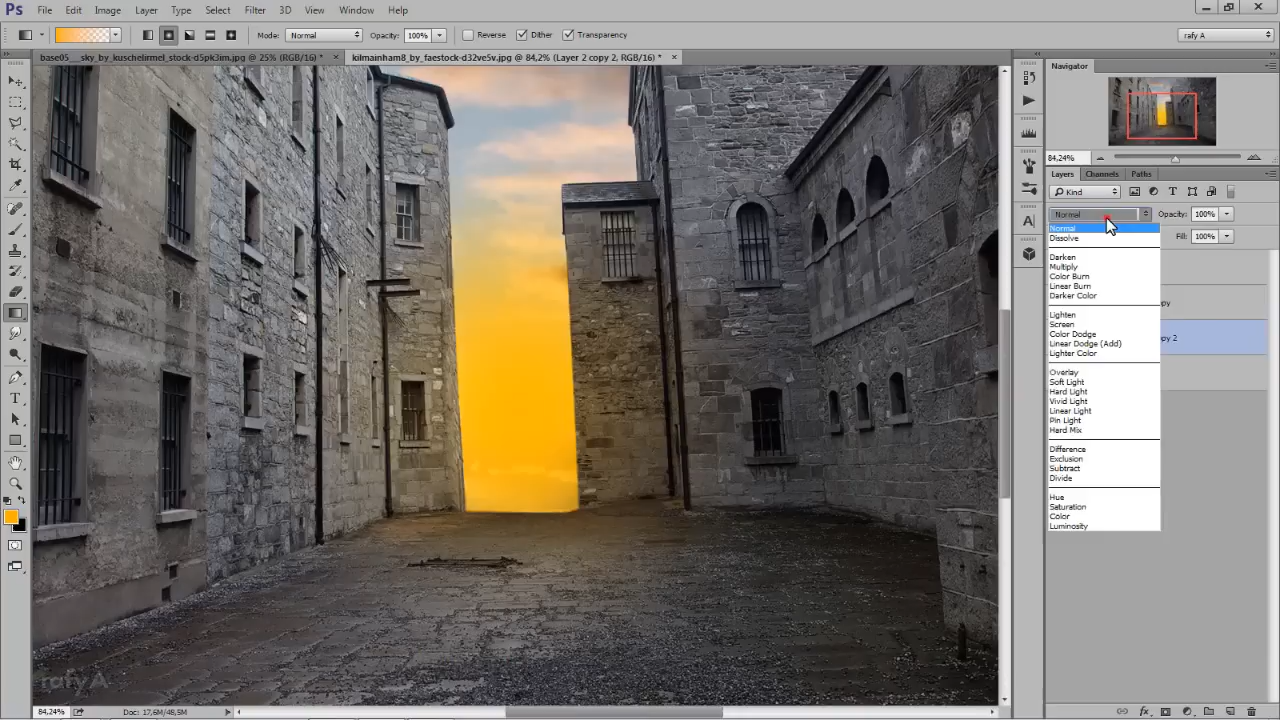 Ps File Edit Image Layer Type Select Filter 3D View Window Help
Mode: Normal Opacity: 100% Reverse Dither Transparency rafy A
base05___sky_by_kuschelirmel_stock-d5pk3im.jpg @ 25% (RGB/16) * × kilmainham8_by_faestock-d32ve5v.jpg @ 84,2% (Layer 2 copy 2, RGB/16) * ×
Navigator
84,24%
Layers Channels Paths
Kind
Normal Opacity: 100%
Normal
Fill: 100%
Dissolve
Darken
Multiply
Color Burn
Linear Burn
Darker Color
py
Lighten
Screen
Color Dodge
py 2
Linear Dodge (Add)
Lighter Color
Overlay
Soft Light
Hard Light
Vivid Light
Linear Light
Pin Light
Hard Mix
Difference
Exclusion
Subtract
Divide
Hue
Saturation
Color
Luminosity
rafy A
84,24% Doc: 17,6M/48,5M